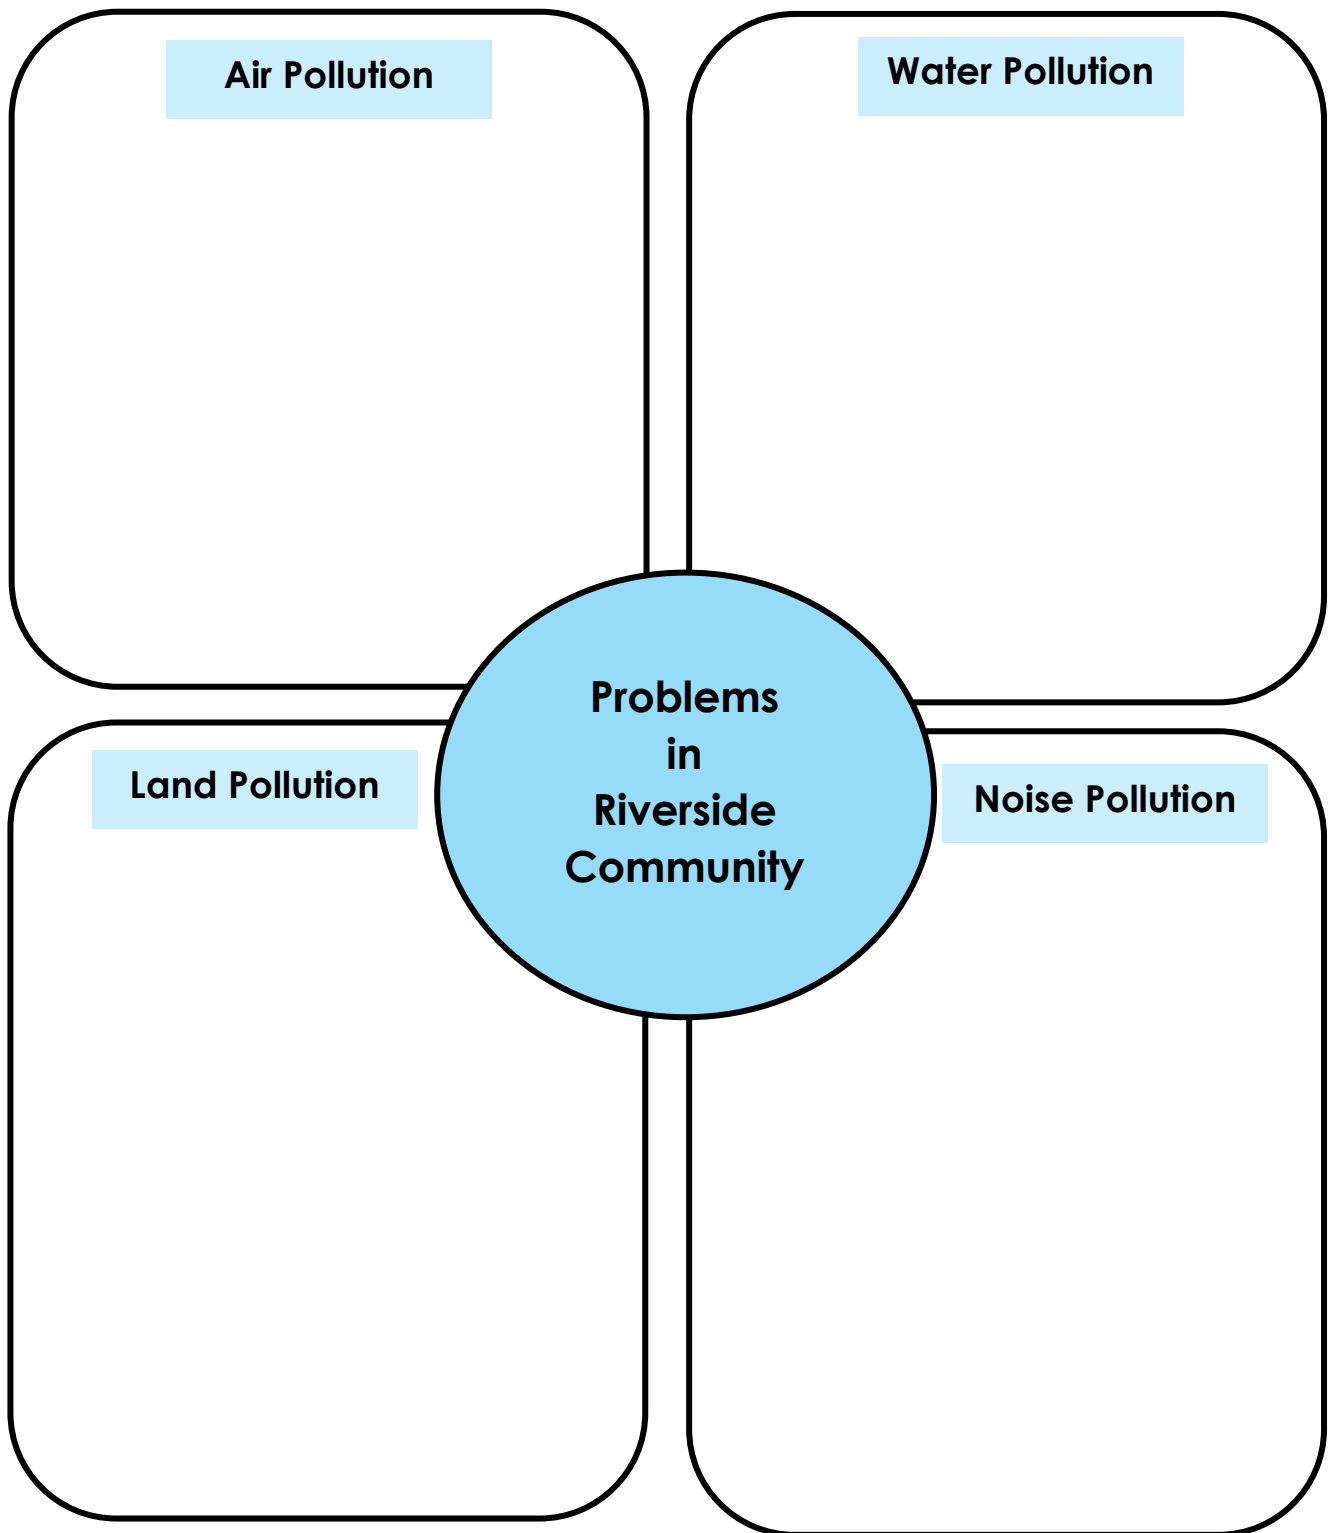 Air Pollution
Water Pollution
Problems
in
Riverside
Community
Land Pollution
Noise Pollution